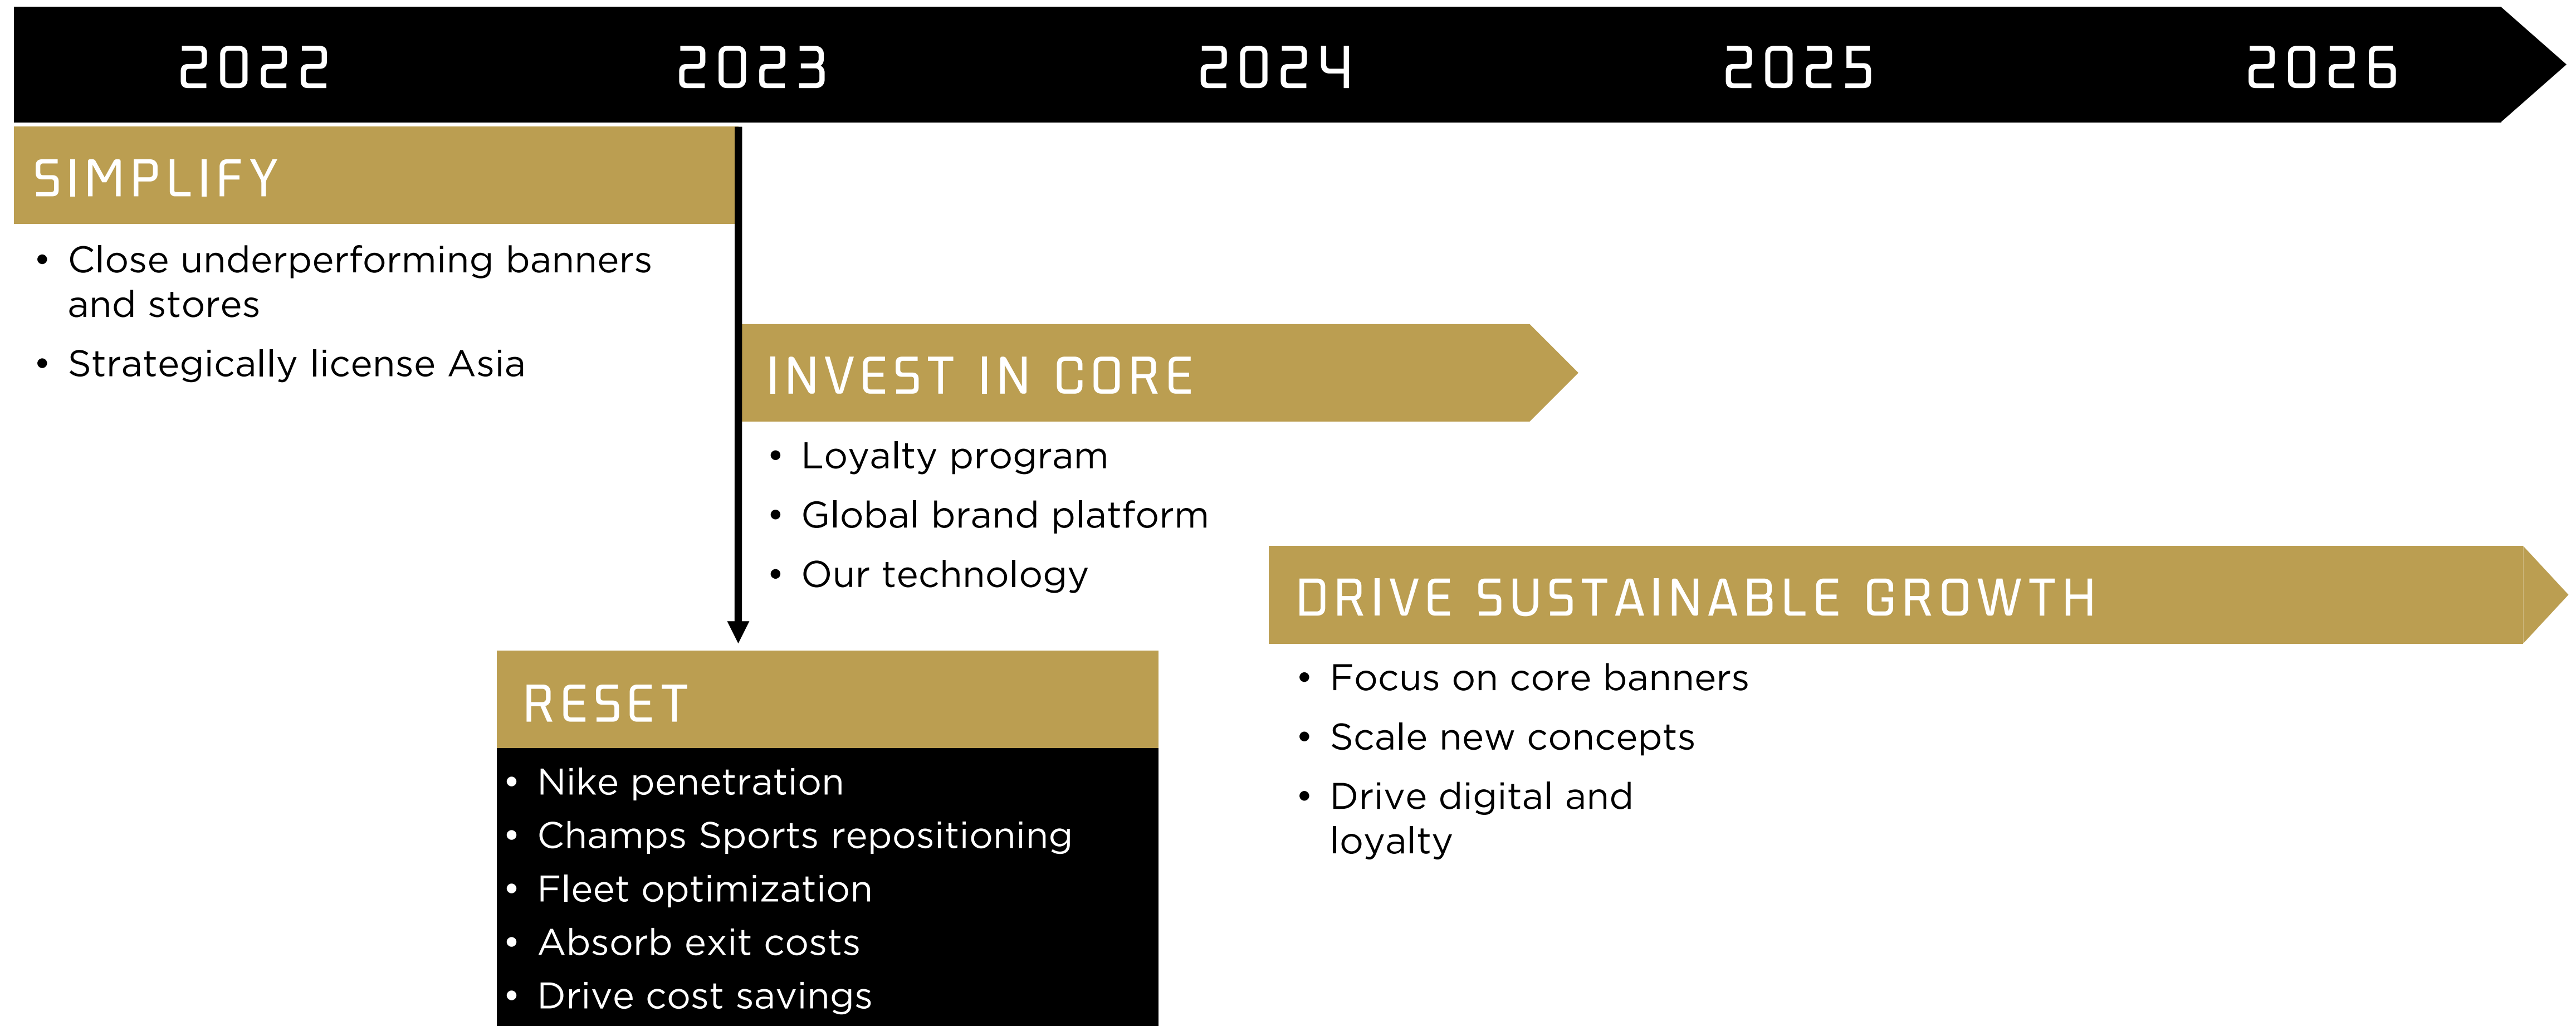 2022 2023 2024 2025 2026
SIMPLIFY
• Close underperforming banners
and stores
• Strategically license Asia
INVEST IN CORE
• Loyalty program
• Global brand platform
• Our technology
RESET
• Nike penetration
• Champs Sports repositioning
• Fleet optimization
• Absorb exit costs
• Drive cost savings
DRIVE SUSTAINABLE GROWTH
• Focus on core banners
• Scale new concepts
• Drive digital and
loyalty